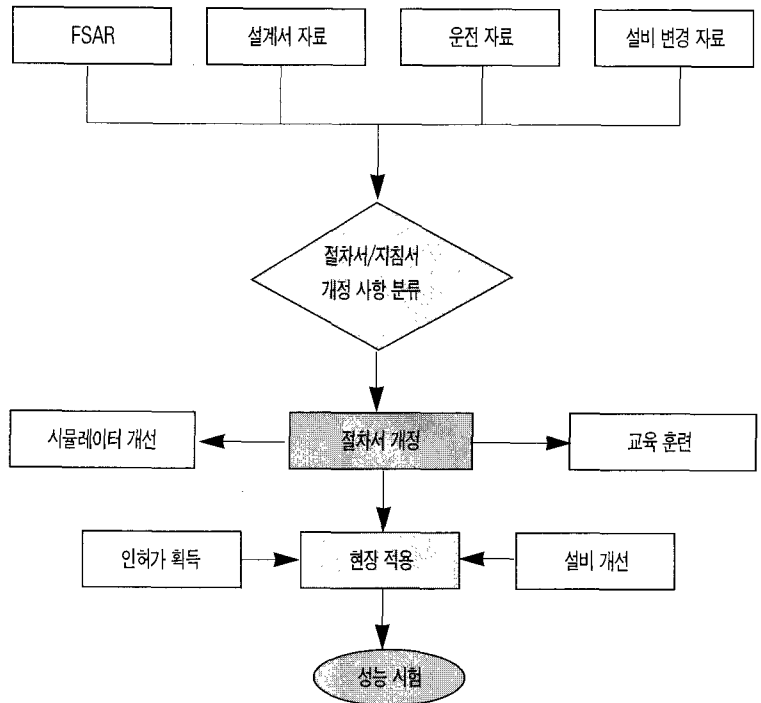 FSAR
설계서 자료
운전 자료
설비 변경 자료
절차서/지침서
개정 사항 분류
시뮬레이터 개선
절차서 개정
교육 훈련
인허가 획득
현장 적용
설비 개선
성능 시험